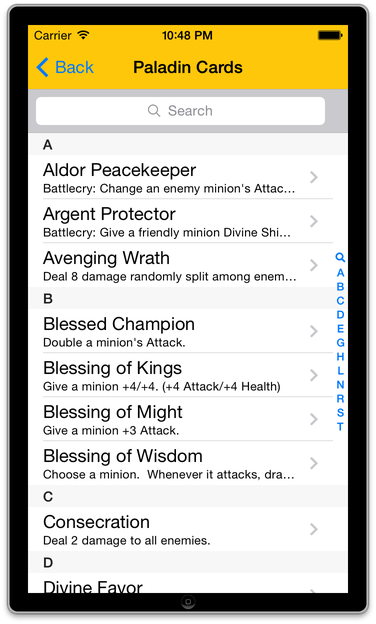 Carrier 10:48 PM
Back Paladin Cards
Search
A
Aldor Peacekeeper
Battlecry: Change an enemy minion's Attac...
Argent Protector
Battlecry: Give a friendly minion Divine Shi...
Avenging Wrath
Deal 8 damage randomly split among enem...
B
Blessed Champion
Double a minion's Attack.
Blessing of Kings
Give a minion +4/+4. (+4 Attack/+4 Health)
Blessing of Might
Give a minion +3 Attack.
Blessing of Wisdom
Choose a minion.  Whenever it attacks, dra...
C
Consecration
Deal 2 damage to all enemies.
D
Divine Favor
A
B
C
D
E
G
H
L
N
R
S
T